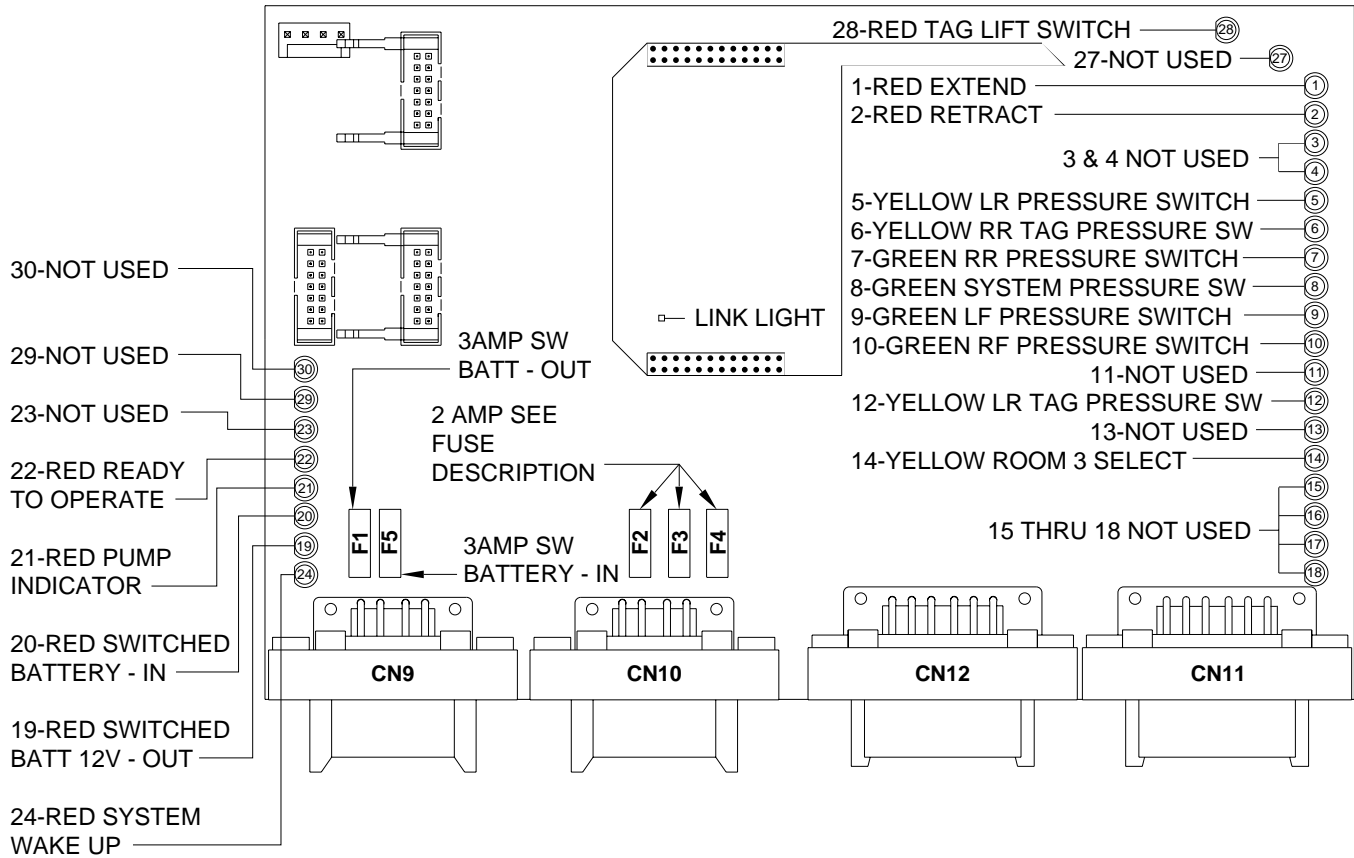 28-RED TAG LIFT SWITCH
28
27-NOT USED
27
1-RED EXTEND
1
2-RED RETRACT
2
3 & 4 NOT USED
3
4
5-YELLOW LR PRESSURE SWITCH
5
6-YELLOW RR TAG PRESSURE SW
6
7-GREEN RR PRESSURE SWITCH
7
8-GREEN SYSTEM PRESSURE SW
8
9-GREEN LF PRESSURE SWITCH
9
10-GREEN RF PRESSURE SWITCH
10
11-NOT USED
11
12-YELLOW LR TAG PRESSURE SW
12
13-NOT USED
13
14-YELLOW ROOM 3 SELECT
14
15 THRU 18 NOT USED
15
16
17
18
LINK LIGHT
30-NOT USED
30
29-NOT USED
29
23-NOT USED
23
22-RED READY
TO OPERATE
22
21-RED PUMP
INDICATOR
21
20-RED SWITCHED
BATTERY - IN
20
19-RED SWITCHED
BATT 12V - OUT
19
24-RED SYSTEM
WAKE UP
24
3AMP SW
BATT - OUT
2 AMP SEE
FUSE
DESCRIPTION
3AMP SW
BATTERY - IN
F1
F5
F2
F3
F4
CN9
CN10
CN12
CN11